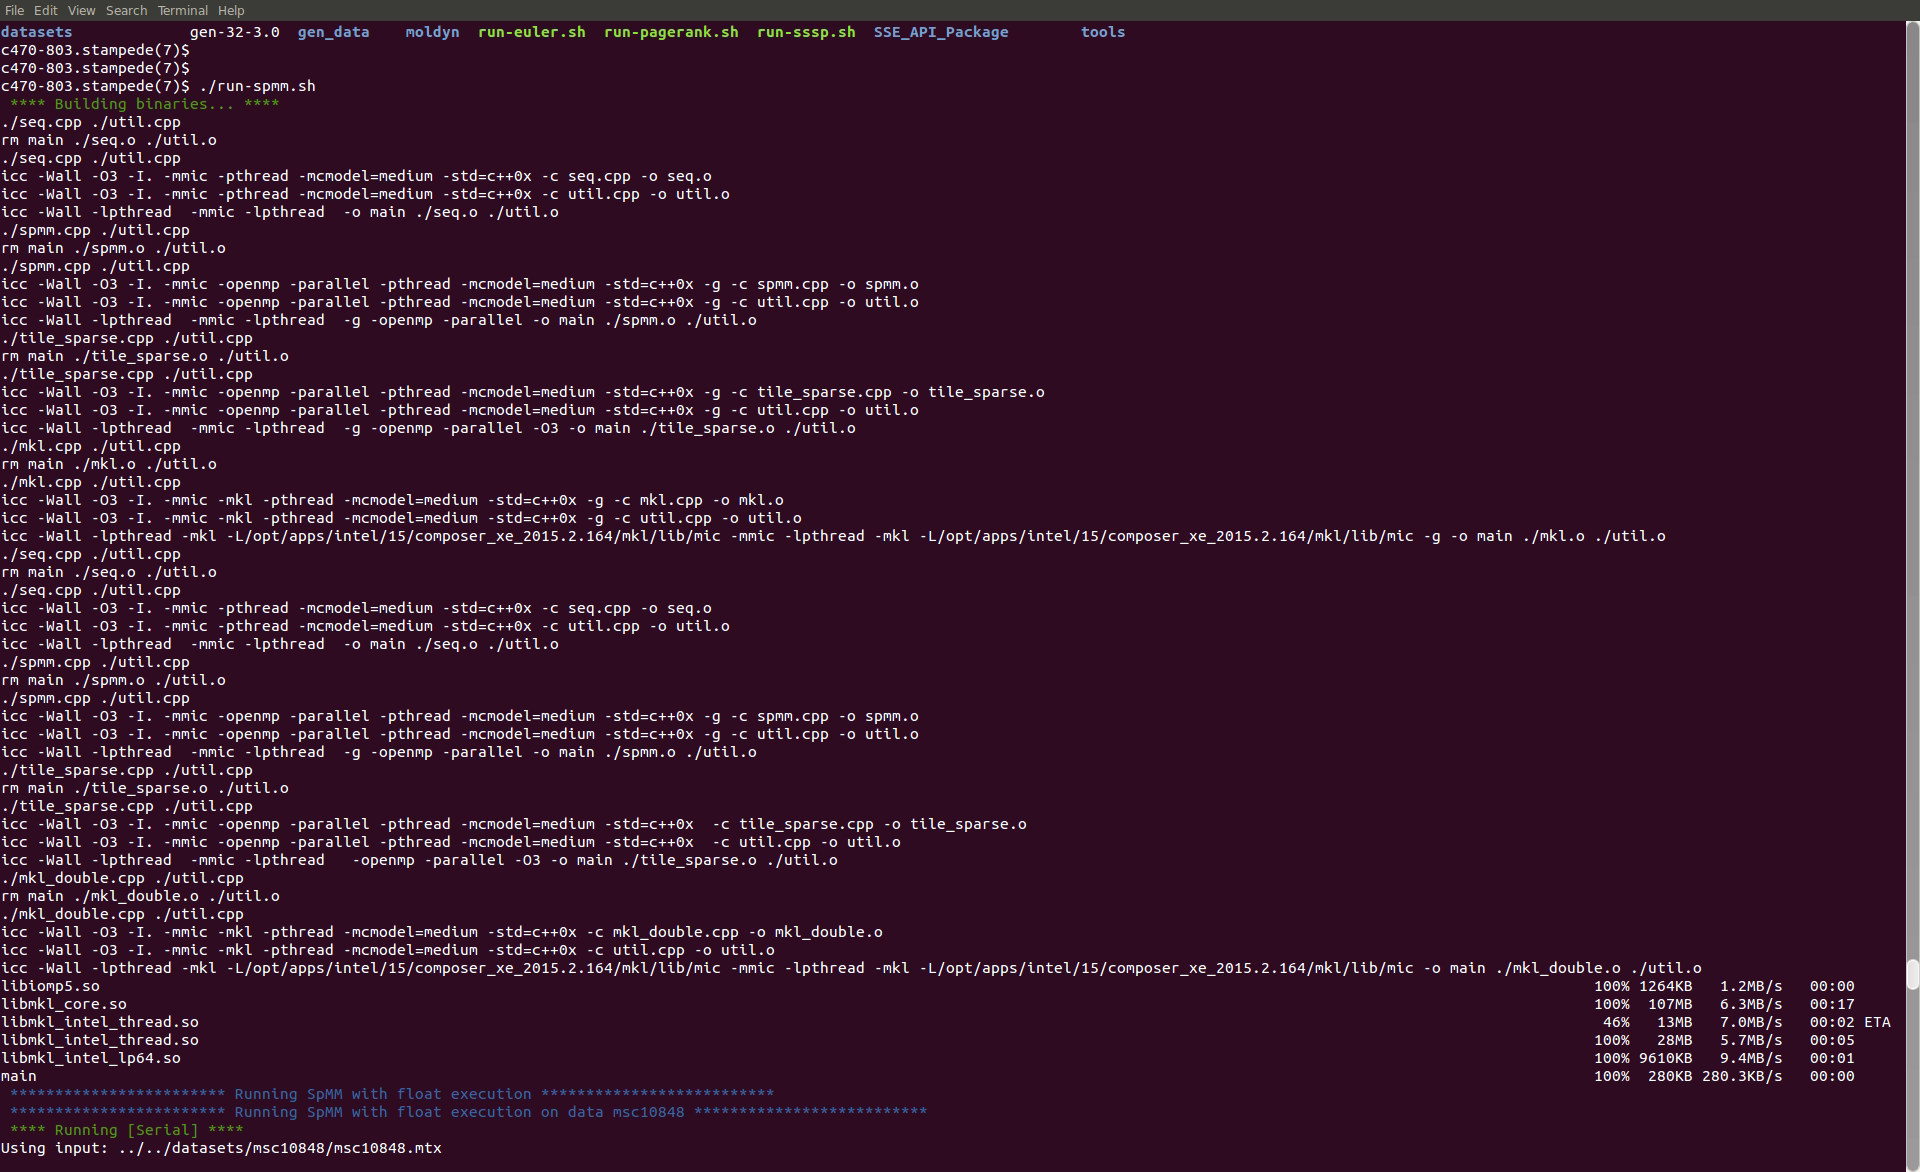 File Edit View Search Terminal Help
datasets             gen-32-3.0  gen_data    moldyn  run-euler.sh  run-pagerank.sh  run-sssp.sh  SSE_API_Package        tools
c470-803.stampede(7)$
c470-803.stampede(7)$
c470-803.stampede(7)$ ./run-spmm.sh
 **** Building binaries... ****
./seq.cpp ./util.cpp
rm main ./seq.o ./util.o
./seq.cpp ./util.cpp
icc -Wall -O3 -I. -mmic -pthread -mcmodel=medium -std=c++0x -c seq.cpp -o seq.o
icc -Wall -O3 -I. -mmic -pthread -mcmodel=medium -std=c++0x -c util.cpp -o util.o
icc -Wall -lpthread  -mmic -lpthread  -o main ./seq.o ./util.o
./spmm.cpp ./util.cpp
rm main ./spmm.o ./util.o
./spmm.cpp ./util.cpp
icc -Wall -O3 -I. -mmic -openmp -parallel -pthread -mcmodel=medium -std=c++0x -g -c spmm.cpp -o spmm.o
icc -Wall -O3 -I. -mmic -openmp -parallel -pthread -mcmodel=medium -std=c++0x -g -c util.cpp -o util.o
icc -Wall -lpthread  -mmic -lpthread  -g -openmp -parallel -o main ./spmm.o ./util.o
./tile_sparse.cpp ./util.cpp
rm main ./tile_sparse.o ./util.o
./tile_sparse.cpp ./util.cpp
icc -Wall -O3 -I. -mmic -openmp -parallel -pthread -mcmodel=medium -std=c++0x -g -c tile_sparse.cpp -o tile_sparse.o
icc -Wall -O3 -I. -mmic -openmp -parallel -pthread -mcmodel=medium -std=c++0x -g -c util.cpp -o util.o
icc -Wall -lpthread  -mmic -lpthread  -g -openmp -parallel -O3 -o main ./tile_sparse.o ./util.o
./mkl.cpp ./util.cpp
rm main ./mkl.o ./util.o
./mkl.cpp ./util.cpp
icc -Wall -O3 -I. -mmic -mkl -pthread -mcmodel=medium -std=c++0x -g -c mkl.cpp -o mkl.o
icc -Wall -O3 -I. -mmic -mkl -pthread -mcmodel=medium -std=c++0x -g -c util.cpp -o util.o
icc -Wall -lpthread -mkl -L/opt/apps/intel/15/composer_xe_2015.2.164/mkl/lib/mic -mmic -lpthread -mkl -L/opt/apps/intel/15/composer_xe_2015.2.164/mkl/lib/mic -g -o main ./mkl.o ./util.o
./seq.cpp ./util.cpp
rm main ./seq.o ./util.o
./seq.cpp ./util.cpp
icc -Wall -O3 -I. -mmic -pthread -mcmodel=medium -std=c++0x -c seq.cpp -o seq.o
icc -Wall -O3 -I. -mmic -pthread -mcmodel=medium -std=c++0x -c util.cpp -o util.o
icc -Wall -lpthread  -mmic -lpthread  -o main ./seq.o ./util.o
./spmm.cpp ./util.cpp
rm main ./spmm.o ./util.o
./spmm.cpp ./util.cpp
icc -Wall -O3 -I. -mmic -openmp -parallel -pthread -mcmodel=medium -std=c++0x -g -c spmm.cpp -o spmm.o
icc -Wall -O3 -I. -mmic -openmp -parallel -pthread -mcmodel=medium -std=c++0x -g -c util.cpp -o util.o
icc -Wall -lpthread  -mmic -lpthread  -g -openmp -parallel -o main ./spmm.o ./util.o
./tile_sparse.cpp ./util.cpp
rm main ./tile_sparse.o ./util.o
./tile_sparse.cpp ./util.cpp
icc -Wall -O3 -I. -mmic -openmp -parallel -pthread -mcmodel=medium -std=c++0x  -c tile_sparse.cpp -o tile_sparse.o
icc -Wall -O3 -I. -mmic -openmp -parallel -pthread -mcmodel=medium -std=c++0x  -c util.cpp -o util.o
icc -Wall -lpthread  -mmic -lpthread   -openmp -parallel -O3 -o main ./tile_sparse.o ./util.o
./mkl_double.cpp ./util.cpp
rm main ./mkl_double.o ./util.o
./mkl_double.cpp ./util.cpp
icc -Wall -O3 -I. -mmic -mkl -pthread -mcmodel=medium -std=c++0x -c mkl_double.cpp -o mkl_double.o
icc -Wall -O3 -I. -mmic -mkl -pthread -mcmodel=medium -std=c++0x -c util.cpp -o util.o
icc -Wall -lpthread -mkl -L/opt/apps/intel/15/composer_xe_2015.2.164/mkl/lib/mic -mmic -lpthread -mkl -L/opt/apps/intel/15/composer_xe_2015.2.164/mkl/lib/mic -o main ./mkl_double.o ./util.o
libiomp5.so 100% 1264KB   1.2MB/s   00:00
libmkl_core.so 100%  107MB   6.3MB/s   00:17
libmkl_intel_thread.so 46%   13MB   7.0MB/s   00:02 ETA
libmkl_intel_thread.so 100%   28MB   5.7MB/s   00:05
libmkl_intel_lp64.so 100% 9610KB   9.4MB/s   00:01
main 100%  280KB 280.3KB/s   00:00
 ************************ Running SpMM with float execution **************************
 ************************ Running SpMM with float execution on data msc10848 **************************
 **** Running [Serial] ****
Using input: ../../datasets/msc10848/msc10848.mtx